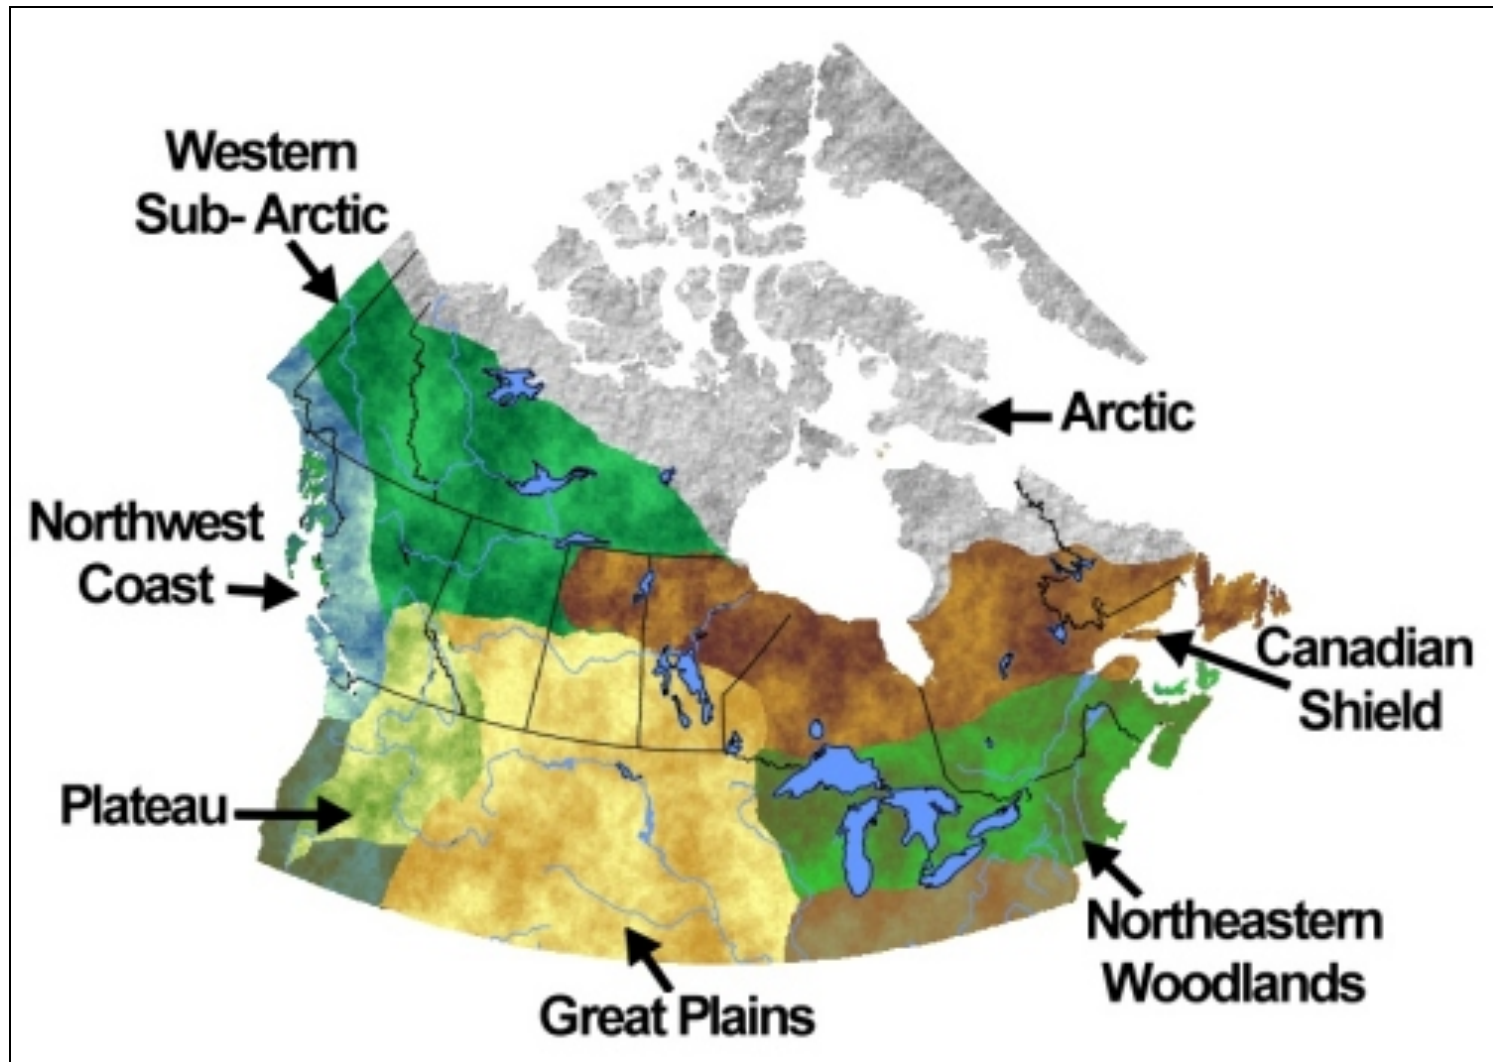 Western
Sub- Arctic
Arctic
Northwest
Coast
Canadian
Shield
Plateau
Northeastern
Woodlands
Great Plains